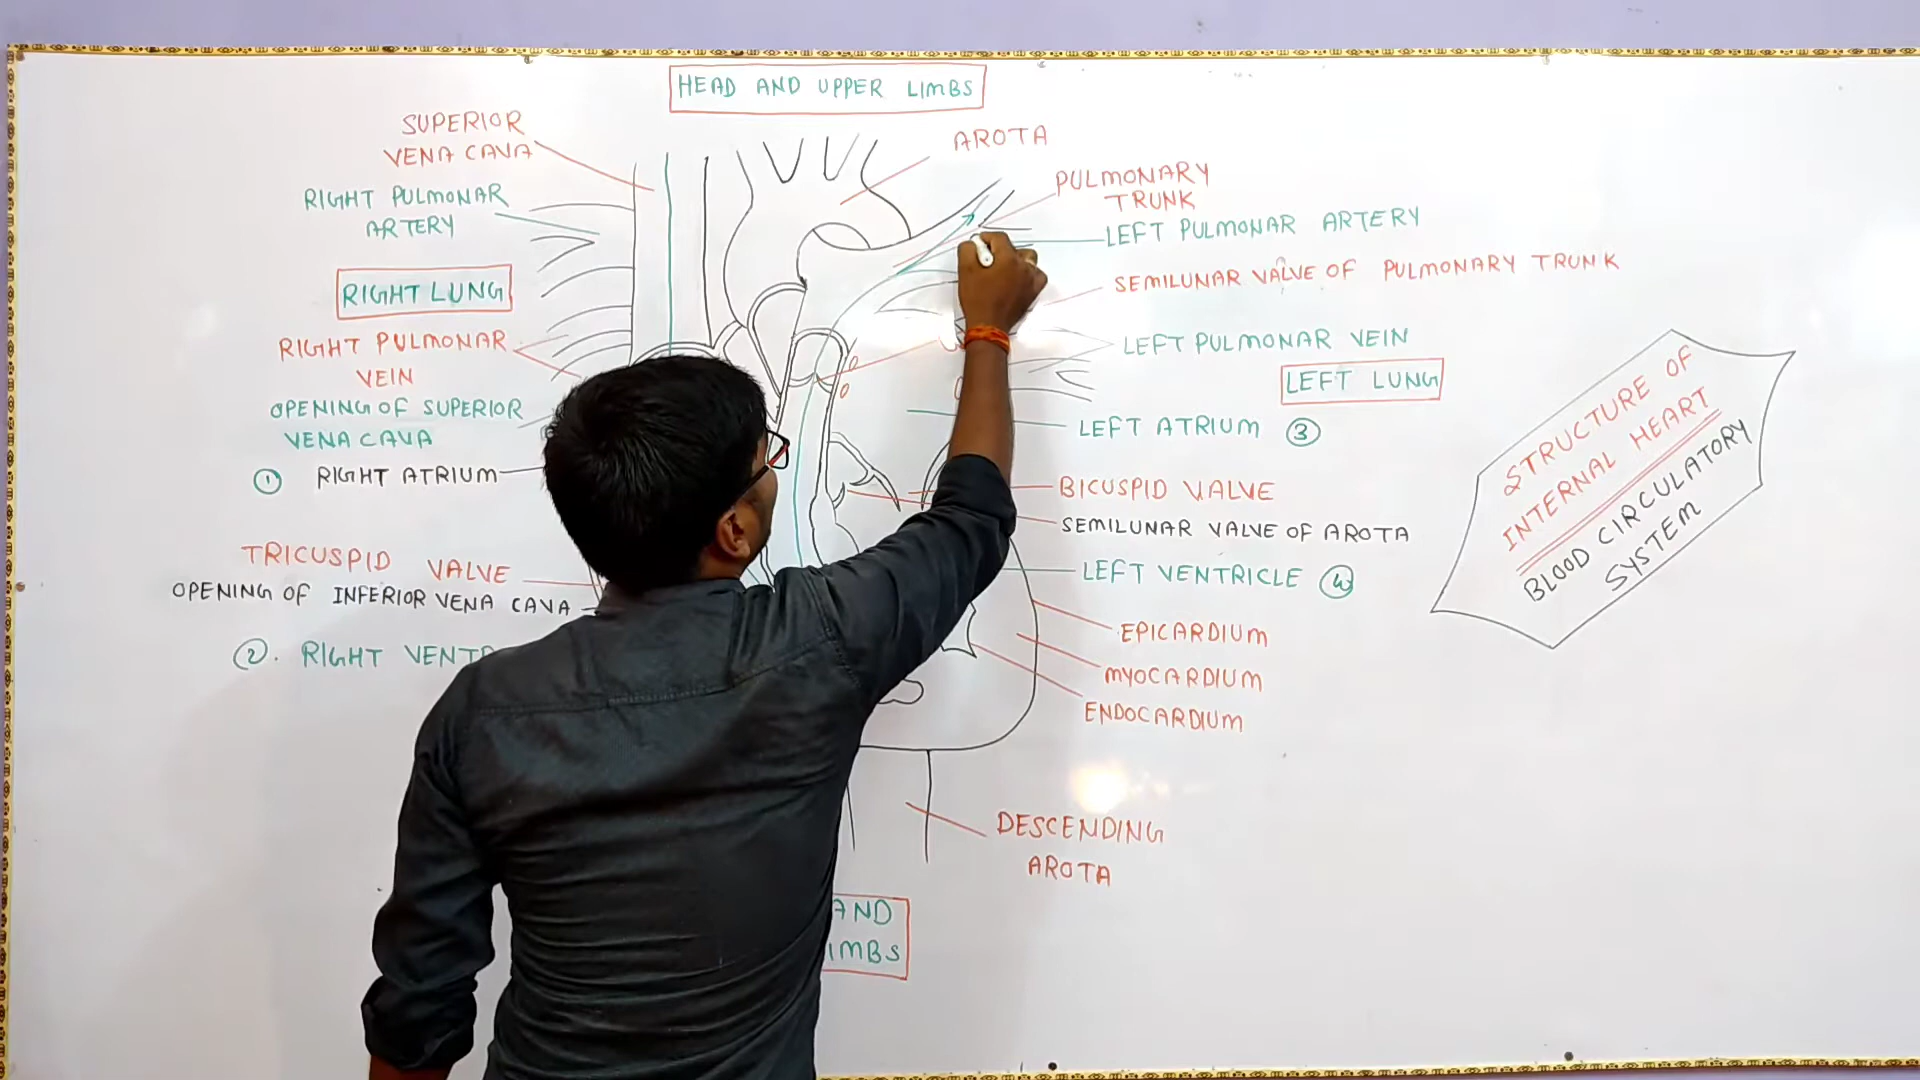 HEAD AND UPPER LIMBS
SUPERIOR
VENA CAVA
RIGHT PULMONAR
ARTERY
RIGHT LUNG
RIGHT PULMONAR
VEIN
OPENING OF SUPERIOR
VENA CAVA
① RIGHT ATRIUM
TRICUSPID VALVE
OPENING OF INFERIOR VENA CAVA
②. RIGHT
AROTA
PULMONARY
TRUNK
LEFT PULMONAR ARTERY
SEMILUNAR VALVE OF PULMONARY TRUNK
LEFT PULMONAR VEIN
LEFT LUNG
LEFT ATRIUM ③
BICUSPID VALVE
SEMILUNAR VALVE OF AROTA
LEFT VENTRICLE ④
EPICARDIUM
MYOCARDIUM
ENDOCARDIUM
DESCENDING
AROTA
AND
STRUCTURE OF
INTERNAL HEART
BLOOD CIRCULATORY
SYSTEM